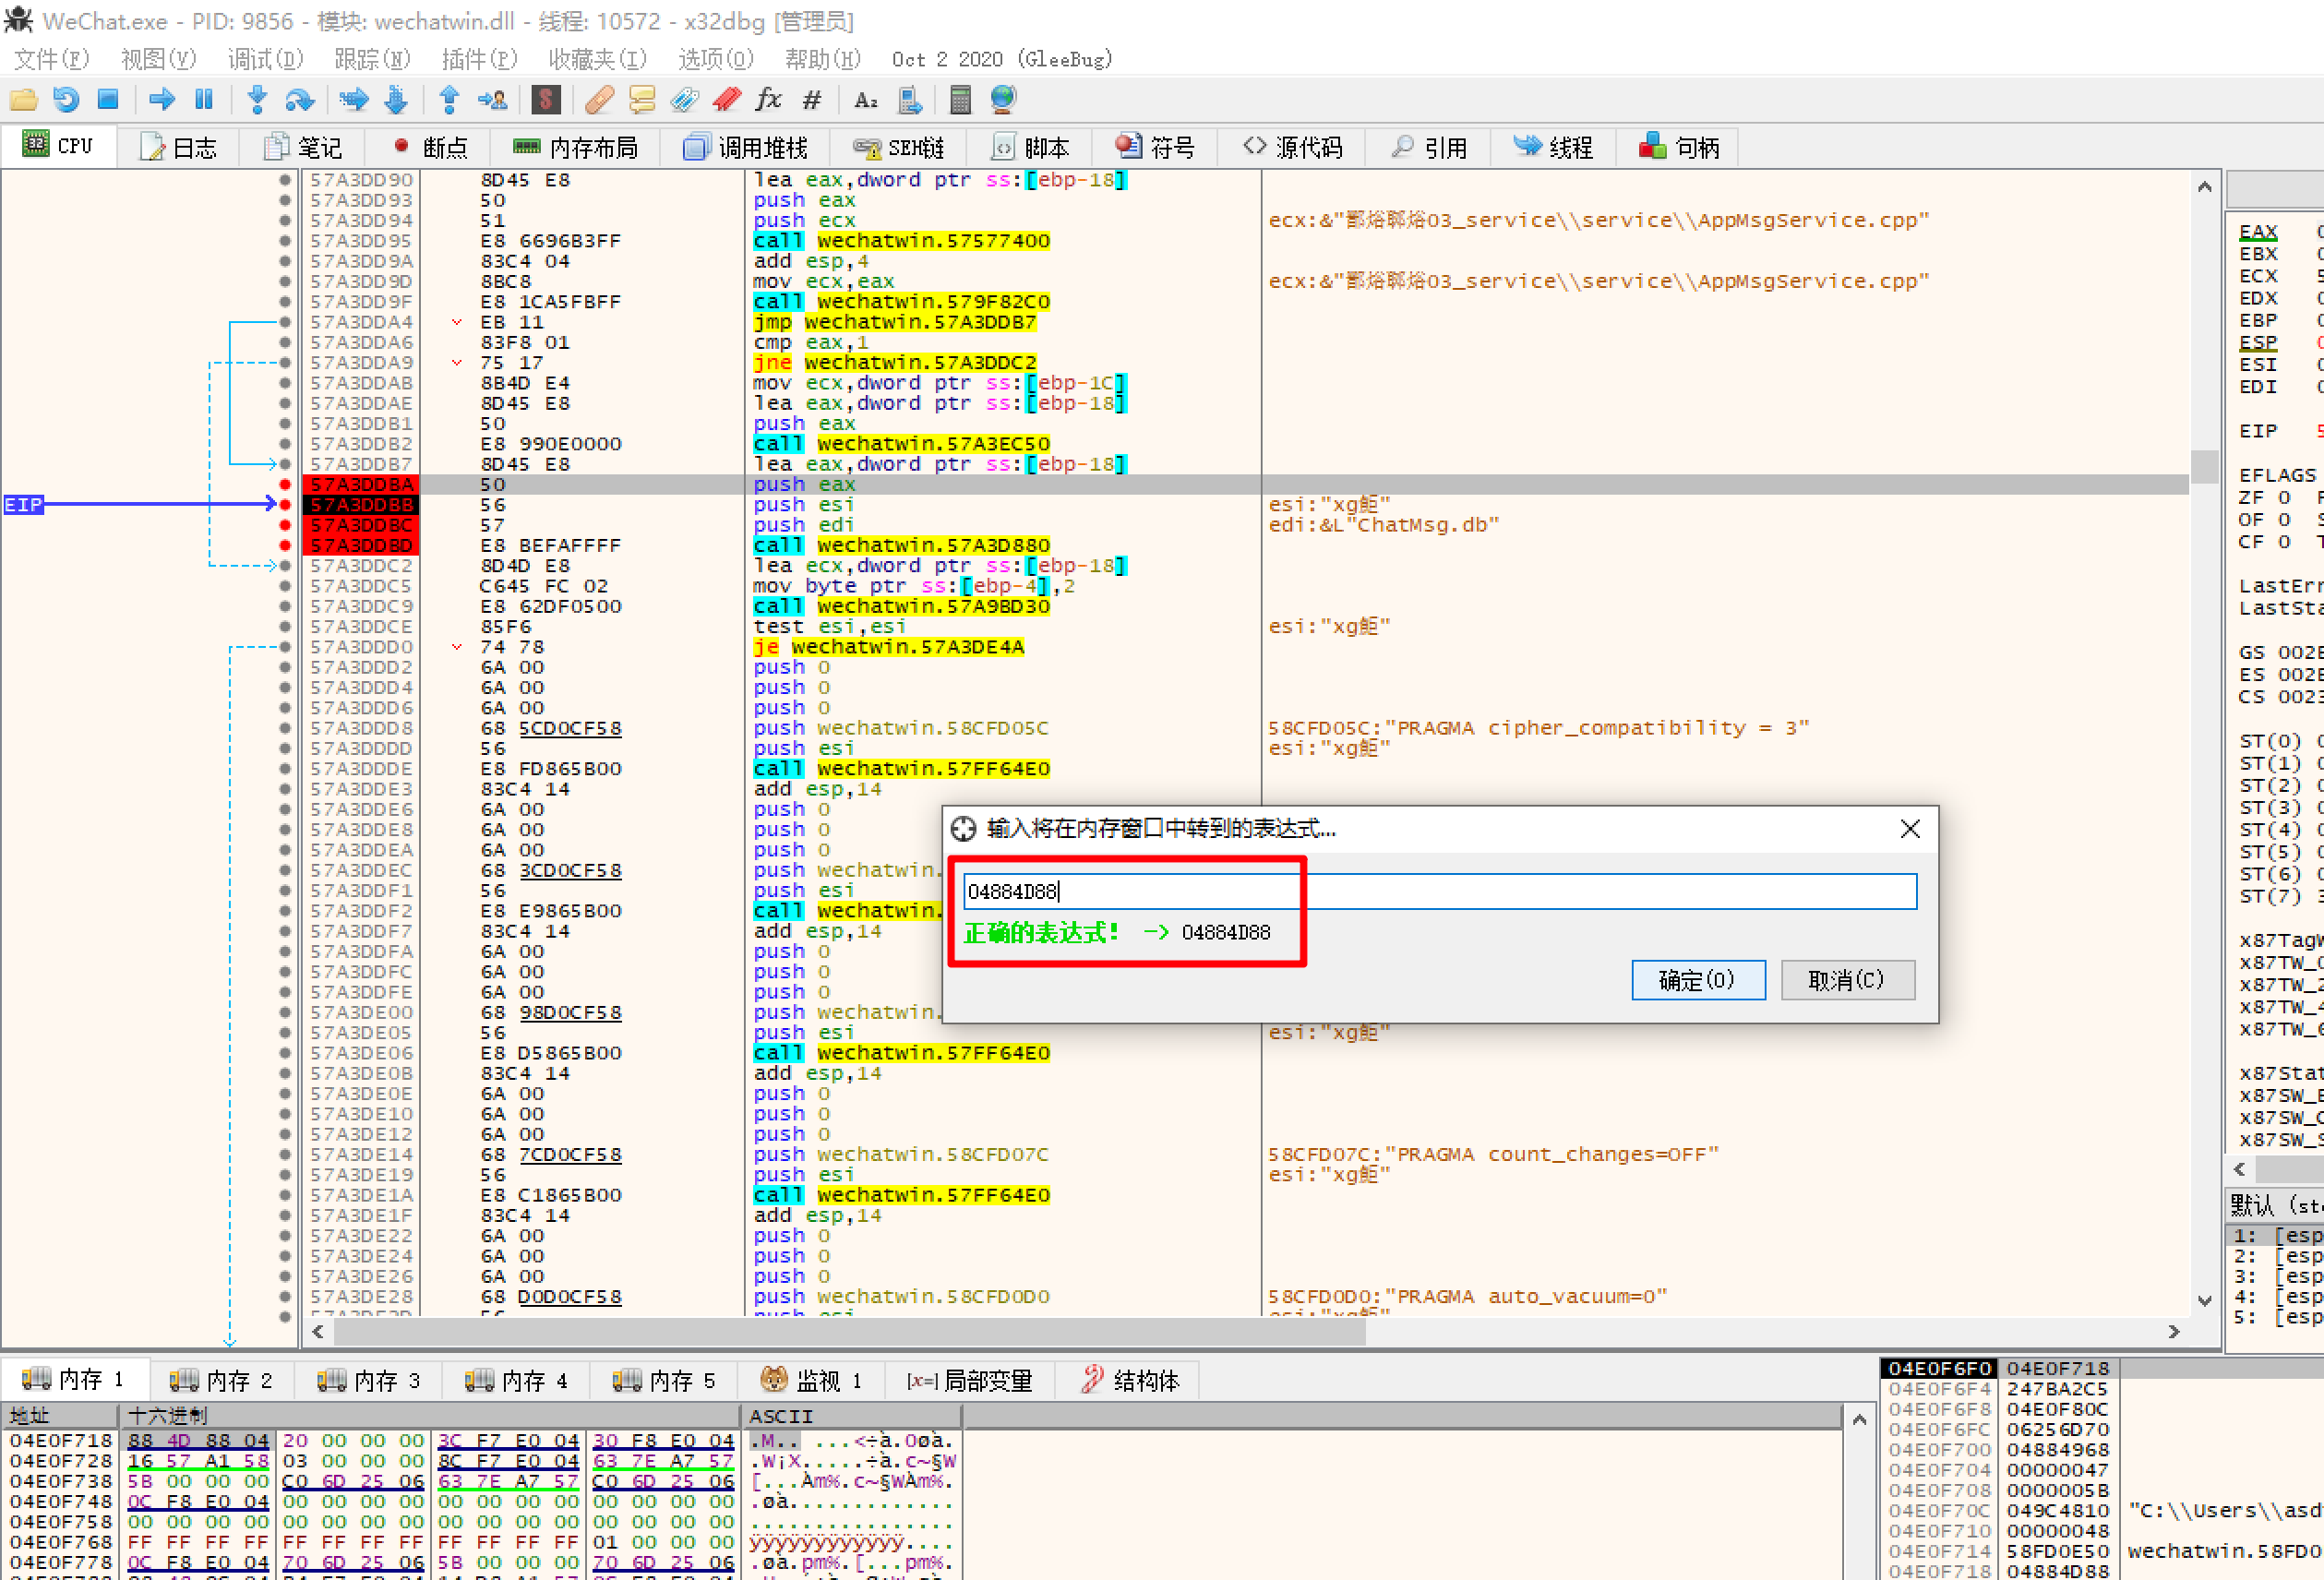 WeChat.exe - PID: 9856 - 模块: wechatwin.dll - 线程: 10572 - x32dbg [管理员]
文件(F) 视图(V) 调试(D) 跟踪(N) 插件(P) 收藏夹(I) 选项(O) 帮助(H) Oct 2 2020 (GleeBug)
CPU 日志 笔记 断点 内存布局 调用堆栈 SEH链 脚本 符号 源代码 引用 线程 句柄
57A3DD90 8D45 E8 lea eax,dword ptr ss:[ebp-18]
57A3DD93 50 push eax
57A3DD94 51 push ecx ecx:&"鄑焀鄊焀03_service\\service\\AppMsgService.cpp"
57A3DD95 E8 6696B3FF call wechatwin.57577400
57A3DD9A 83C4 04 add esp,4
57A3DD9D 8BC8 mov ecx,eax ecx:&"鄑焀鄊焀03_service\\service\\AppMsgService.cpp"
57A3DD9F E8 1CA5FBFF call wechatwin.579F82C0
57A3DDA4 EB 11 jmp wechatwin.57A3DDB7
57A3DDA6 83F8 01 cmp eax,1
57A3DDA9 75 17 jne wechatwin.57A3DDC2
57A3DDAB 8B4D E4 mov ecx,dword ptr ss:[ebp-1C]
57A3DDAE 8D45 E8 lea eax,dword ptr ss:[ebp-18]
57A3DDB1 50 push eax
57A3DDB2 E8 990E0000 call wechatwin.57A3EC50
57A3DDB7 8D45 E8 lea eax,dword ptr ss:[ebp-18]
57A3DDBA 50 push eax
EIP 57A3DDBB 56 push esi esi:"xg鉅"
57A3DDBC 57 push edi edi:&L"ChatMsg.db"
57A3DDBD E8 BEFAFFFF call wechatwin.57A3D880
57A3DDC2 8D4D E8 lea ecx,dword ptr ss:[ebp-18]
57A3DDC5 C645 FC 02 mov byte ptr ss:[ebp-4],2
57A3DDC9 E8 62DF0500 call wechatwin.57A9BD30
57A3DDCE 85F6 test esi,esi esi:"xg鉅"
57A3DDD0 74 78 je wechatwin.57A3DE4A
57A3DDD2 6A 00 push 0
57A3DDD4 6A 00 push 0
57A3DDD6 6A 00 push 0
57A3DDD8 68 5CD0CF58 push wechatwin.58CFD05C 58CFD05C:"PRAGMA cipher_compatibility = 3"
57A3DDDD 56 push esi esi:"xg鉅"
57A3DDDE E8 FD865B00 call wechatwin.57FF64E0
57A3DDE3 83C4 14 add esp,14
57A3DDE6 6A 00 push 0
57A3DDE8 6A 00 push 0
57A3DDEA 6A 00 push 0
57A3DDEC 68 3CD0CF58 push wechatwin.
57A3DDF1 56 push esi
57A3DDF2 E8 E9865B00 call wechatwin.
57A3DDF7 83C4 14 add esp,14
57A3DDFA 6A 00 push 0
57A3DDFC 6A 00 push 0
57A3DDFE 6A 00 push 0
57A3DE00 68 98D0CF58 push wechatwin.
57A3DE05 56 push esi esi:"xg鉅"
57A3DE06 E8 D5865B00 call wechatwin.57FF64E0
57A3DE0B 83C4 14 add esp,14
57A3DE0E 6A 00 push 0
57A3DE10 6A 00 push 0
57A3DE12 6A 00 push 0
57A3DE14 68 7CD0CF58 push wechatwin.58CFD07C 58CFD07C:"PRAGMA count_changes=OFF"
57A3DE19 56 push esi esi:"xg鉅"
57A3DE1A E8 C1865B00 call wechatwin.57FF64E0
57A3DE1F 83C4 14 add esp,14
57A3DE22 6A 00 push 0
57A3DE24 6A 00 push 0
57A3DE26 6A 00 push 0
57A3DE28 68 D0D0CF58 push wechatwin.58CFD0D0 58CFD0D0:"PRAGMA auto_vacuum=0"
输入将在内存窗口中转到的表达式...
04884D88
正确的表达式! -> 04884D88
确定(O) 取消(C)
EAX
EBX
ECX
EDX
EBP
ESP
ESI
EDI
EIP
EFLAGS
ZF 0
OF 0
CF 0
LastErr
LastSta
GS 002B
ES 002B
CS 0023
ST(0)
ST(1)
ST(2)
ST(3)
ST(4)
ST(5)
ST(6)
ST(7)
x87TagW
x87TW_0
x87TW_2
x87TW_4
x87TW_6
x87Stat
x87SW_B
x87SW_C
x87SW_S
默认 (std
1: [esp
2: [esp
3: [esp
4: [esp
5: [esp
内存 1 内存 2 内存 3 内存 4 内存 5 监视 1 [x=] 局部变量 结构体
地址 十六进制 ASCII
04E0F718 88 4D 88 04 20 00 00 00 3C F7 E0 04 30 F8 E0 04 .M.. ...<÷à.0øà.
04E0F728 16 57 A1 58 03 00 00 00 8C F7 E0 04 63 7E A7 57 .W¡X.....÷à.c~§W
04E0F738 5B 00 00 00 C0 6D 25 06 63 7E A7 57 C0 6D 25 06 [...Àm%.c~§WÀm%.
04E0F748 0C F8 E0 04 00 00 00 00 00 00 00 00 00 00 00 00 .øà.............
04E0F758 00 00 00 00 00 00 00 00 00 00 00 00 00 00 00 00 ................
04E0F768 FF FF FF FF FF FF FF FF FF FF FF FF 01 00 00 00 ÿÿÿÿÿÿÿÿÿÿÿÿ....
04E0F778 0C F8 E0 04 70 6D 25 06 5B 00 00 00 70 6D 25 06 .øà.pm%.[...pm%.
04E0F6F0 04E0F718
04E0F6F4 247BA2C5
04E0F6F8 04E0F80C
04E0F6FC 06256D70
04E0F700 04884968
04E0F704 00000047
04E0F708 0000005B
04E0F70C 049C4810 "C:\\Users\\asd
04E0F710 00000048
04E0F714 58FD0E50 wechatwin.58FD0
04E0F718 04884D88